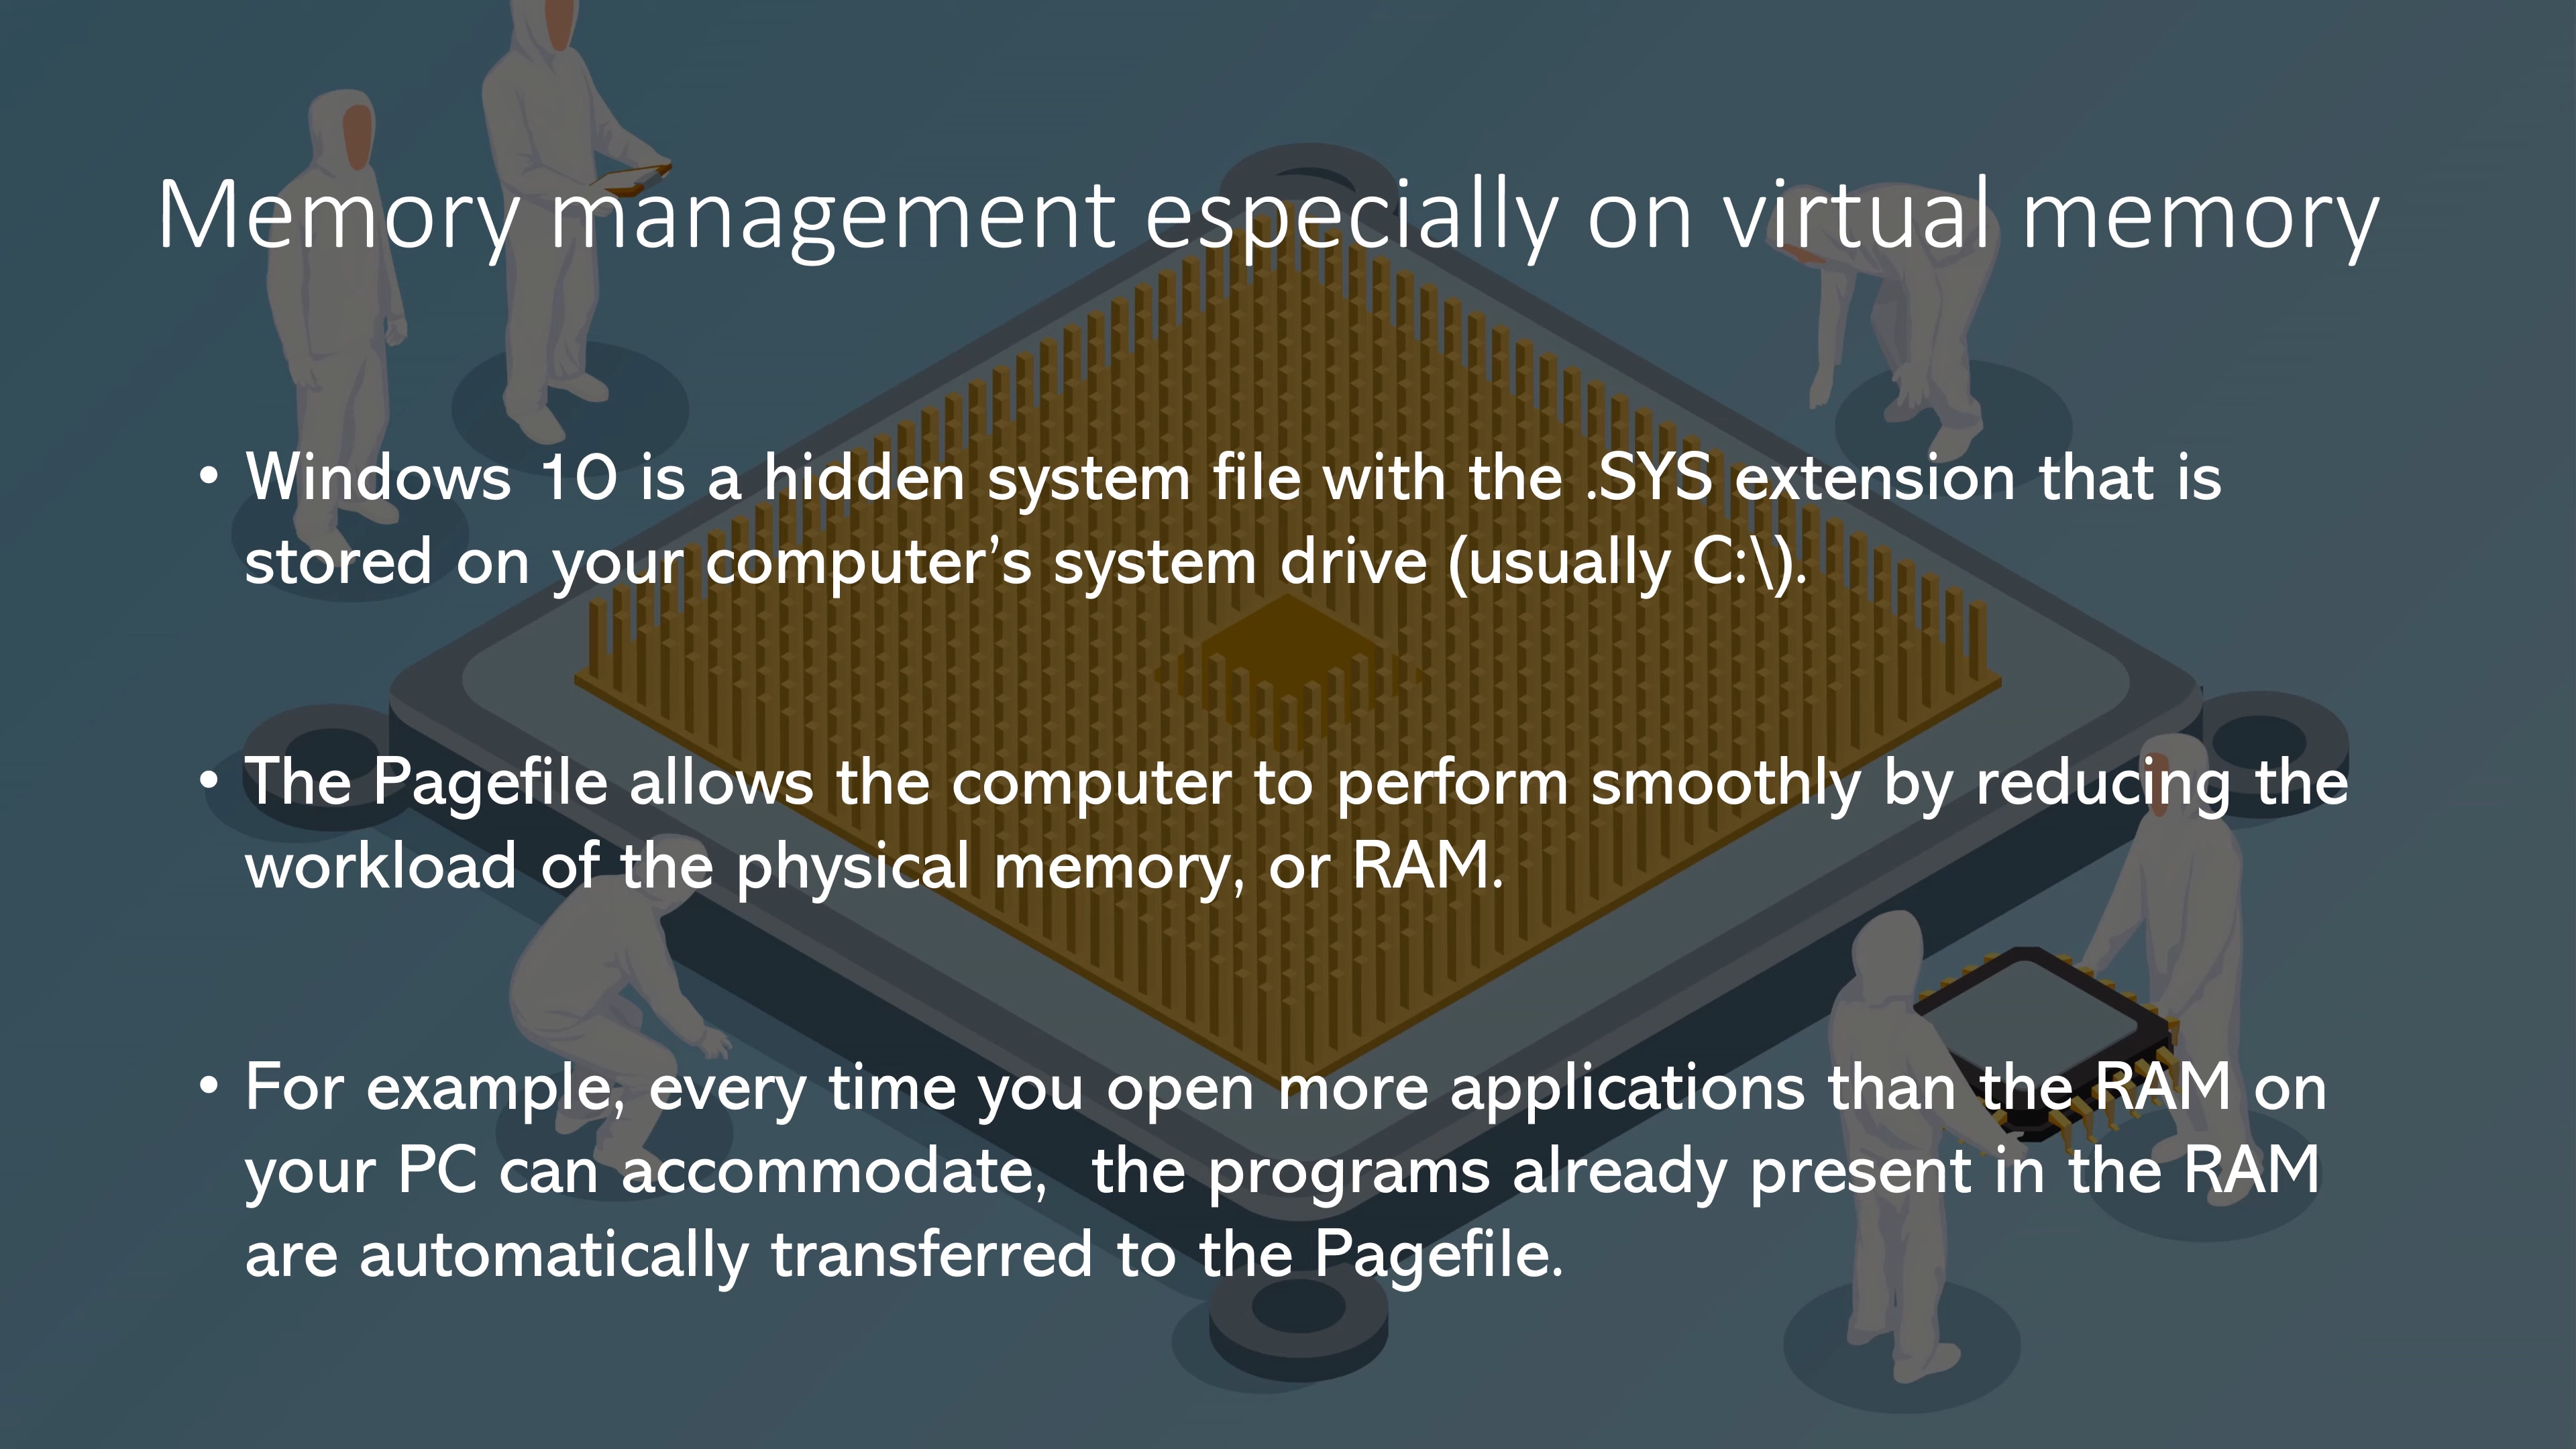 Memory management especially on virtual memory
• Windows 10 is a hidden system file with the .SYS extension that is
stored on your computer’s system drive (usually C:\).
• The Pagefile allows the computer to perform smoothly by reducing the
workload of the physical memory, or RAM.
• For example, every time you open more applications than the RAM on
your PC can accommodate,  the programs already present in the RAM
are automatically transferred to the Pagefile.